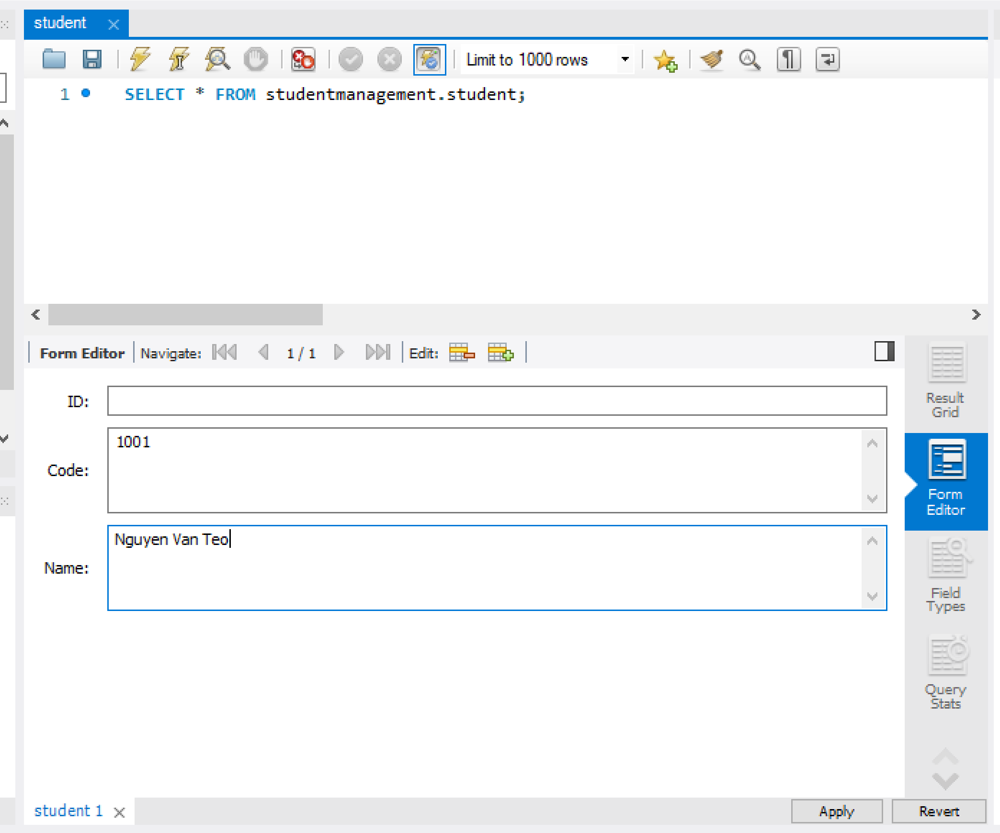 student
Limit to 1000 rows
1 SELECT * FROM studentmanagement.student;
Form Editor Navigate: 1 / 1 Edit:
Result
Grid
ID:
Code: 1001
Form
Editor
Name: Nguyen Van Teo
Field
Types
Query
Stats
student 1
Apply Revert